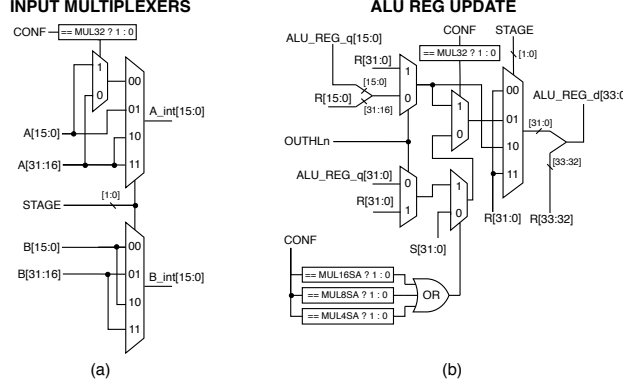 INPUT MULTIPLEXERS
CONF
== MUL32 ? 1 : 0
1
0
00
01
10
11
A_int[15:0]
A[15:0]
A[31:16]
STAGE
[1:0]
B[15:0]
B[31:16]
00
01
10
11
B_int[15:0]
(a)
ALU REG UPDATE
CONF
STAGE
ALU_REG_q[15:0]
== MUL32 ? 1 : 0
[1:0]
R[31:0]
[15:0]
R[15:0]
[31:16]
1
0
1
0
00
01
10
11
ALU_REG_d[33:0
[31:0]
[33:32]
OUTHLn
ALU_REG_q[31:0]
R[31:0]
0
1
1
0
S[31:0]
R[31:0]
R[33:32]
CONF
== MUL16SA ? 1 : 0
== MUL8SA ? 1 : 0
== MUL4SA ? 1 : 0
OR
(b)